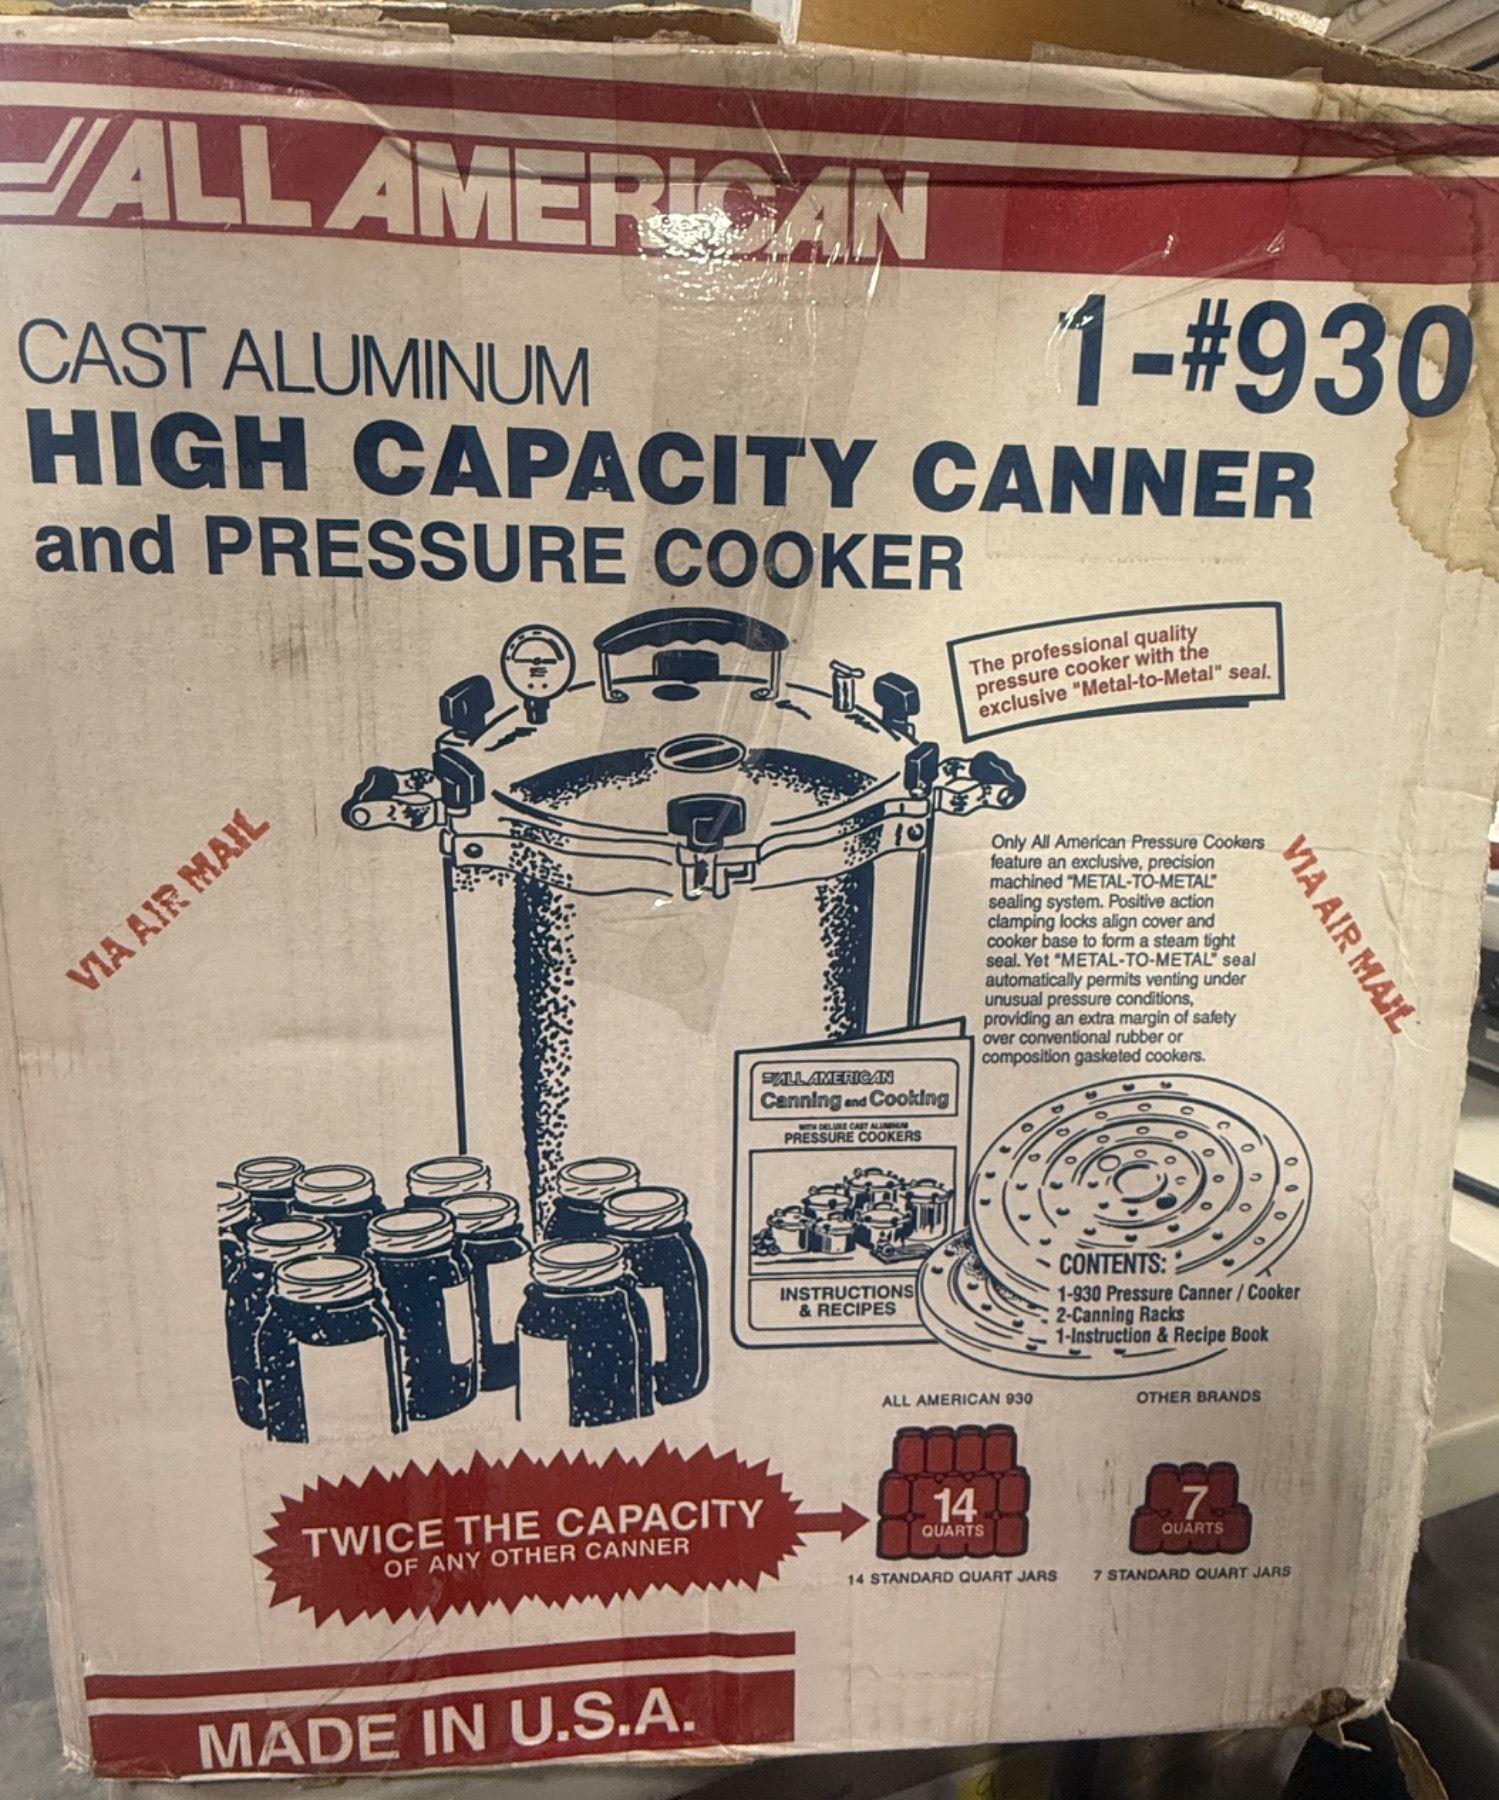 ALL AMERICAN
CAST ALUMINUM
1-#930
HIGH CAPACITY CANNER
and PRESSURE COOKER
The professional quality
pressure cooker with the
exclusive "Metal-to-Metal" seal.
VIA AIR MAIL
VIA AIR MAIL
Only All American Pressure Cookers
feature an exclusive, precision
machined "METAL-TO-METAL"
sealing system. Positive action
clamping locks align cover and
cooker base to form a steam tight
seal. Yet "METAL-TO-METAL" seal
automatically permits venting under
unusual pressure conditions,
providing an extra margin of safety
over conventional rubber or
composition gasketed cookers.
ALL AMERICAN
Canning and Cooking
WITH DELUXE CAST ALUMINUM
PRESSURE COOKERS
INSTRUCTIONS
& RECIPES
CONTENTS:
1-930 Pressure Canner / Cooker
2-Canning Racks
1-Instruction & Recipe Book
ALL AMERICAN 930
OTHER BRANDS
TWICE THE CAPACITY
OF ANY OTHER CANNER
14
QUARTS
7
QUARTS
14 STANDARD QUART JARS
7 STANDARD QUART JARS
MADE IN U.S.A.